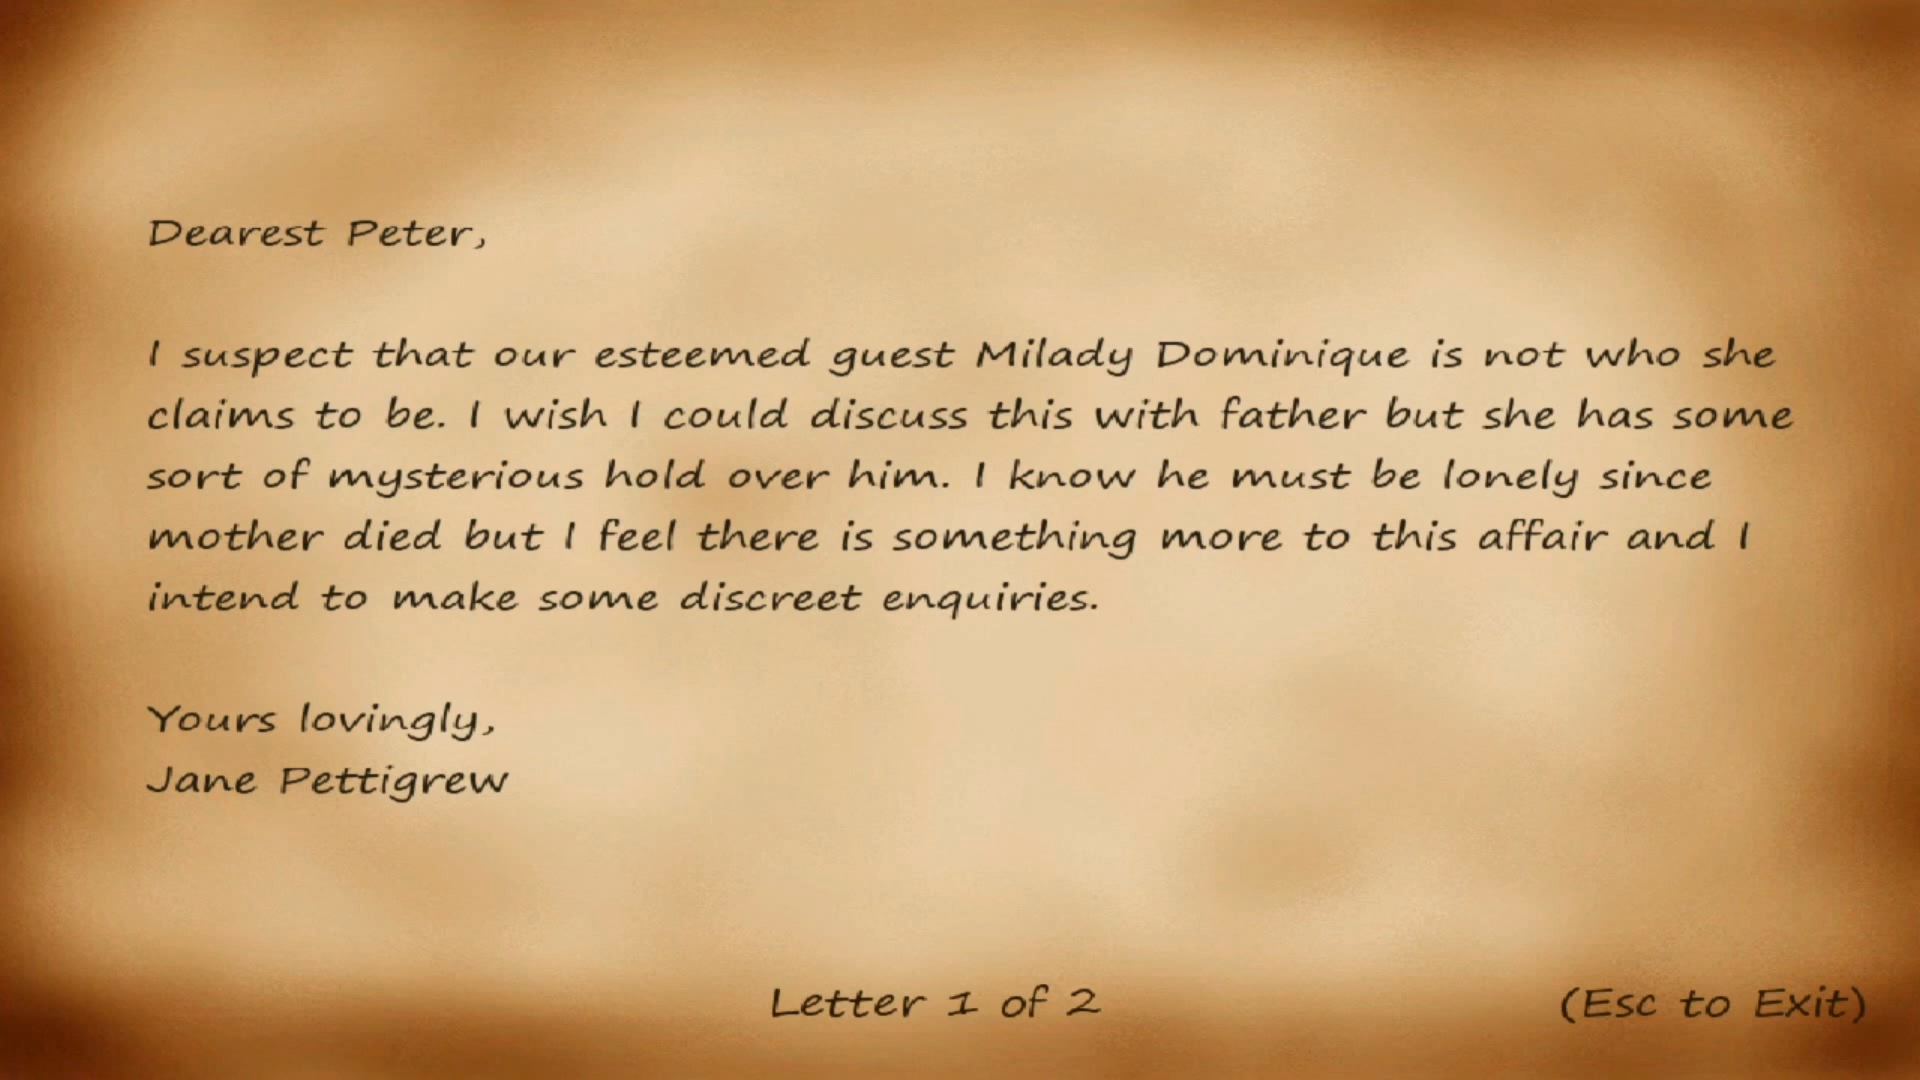 Dearest Peter,
I suspect that our esteemed guest Milady Dominique is not who she
claims to be. I wish I could discuss this with father but she has some
sort of mysterious hold over him. I know he must be lonely since
mother died but I feel there is something more to this affair and I
intend to make some discreet enquiries.
Yours lovingly,
Jane Pettigrew
Letter 1 of 2
(Esc to Exit)